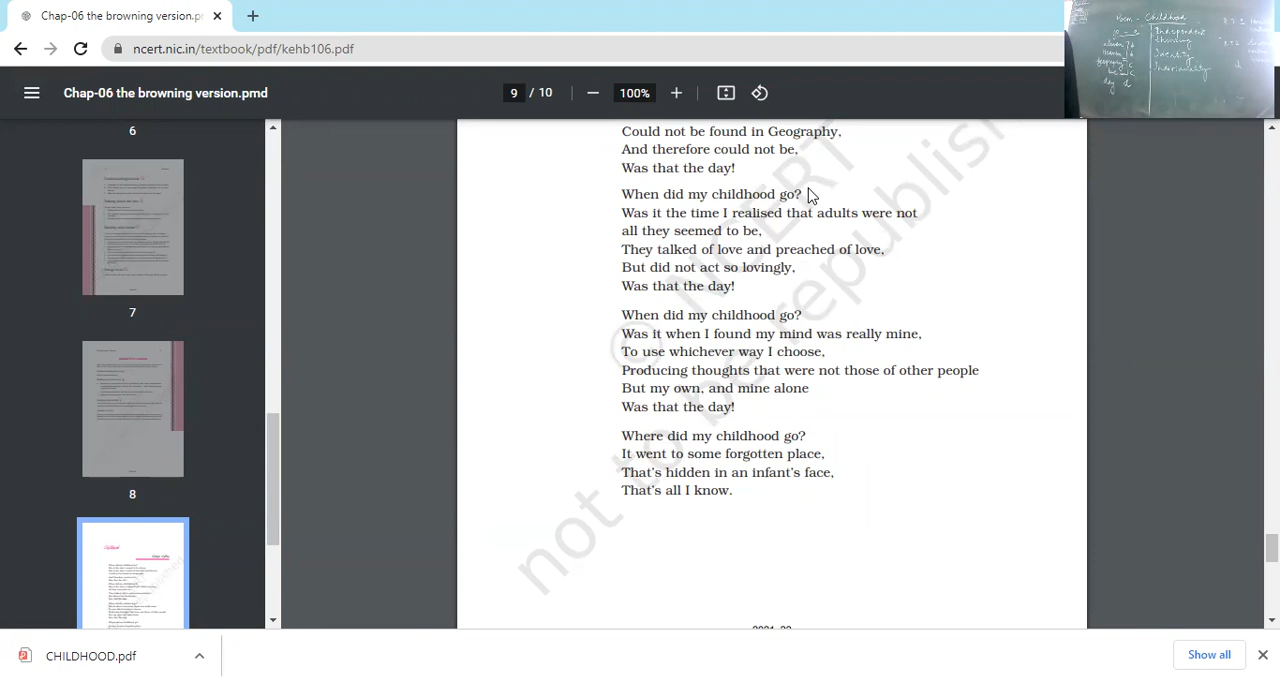 Chap-06 the browning version.p
ncert.nic.in/textbook/pdf/kehb106.pdf
Poem - Childhood
Independent
thinking
eleven
Geography
day d
Chap-06 the browning version.pmd
9 / 10
100%
6
7
8
Could not be found in Geography,
And therefore could not be,
Was that the day!
When did my childhood go?
Was it the time I realised that adults were not
all they seemed to be,
They talked of love and preached of love,
But did not act so lovingly,
Was that the day!
When did my childhood go?
Was it when I found my mind was really mine,
To use whichever way I choose,
Producing thoughts that were not those of other people
But my own, and mine alone
Was that the day!
Where did my childhood go?
It went to some forgotten place,
That's hidden in an infant's face,
That's all I know.
© NCERT
not to be republish
CHILDHOOD.pdf
Show all